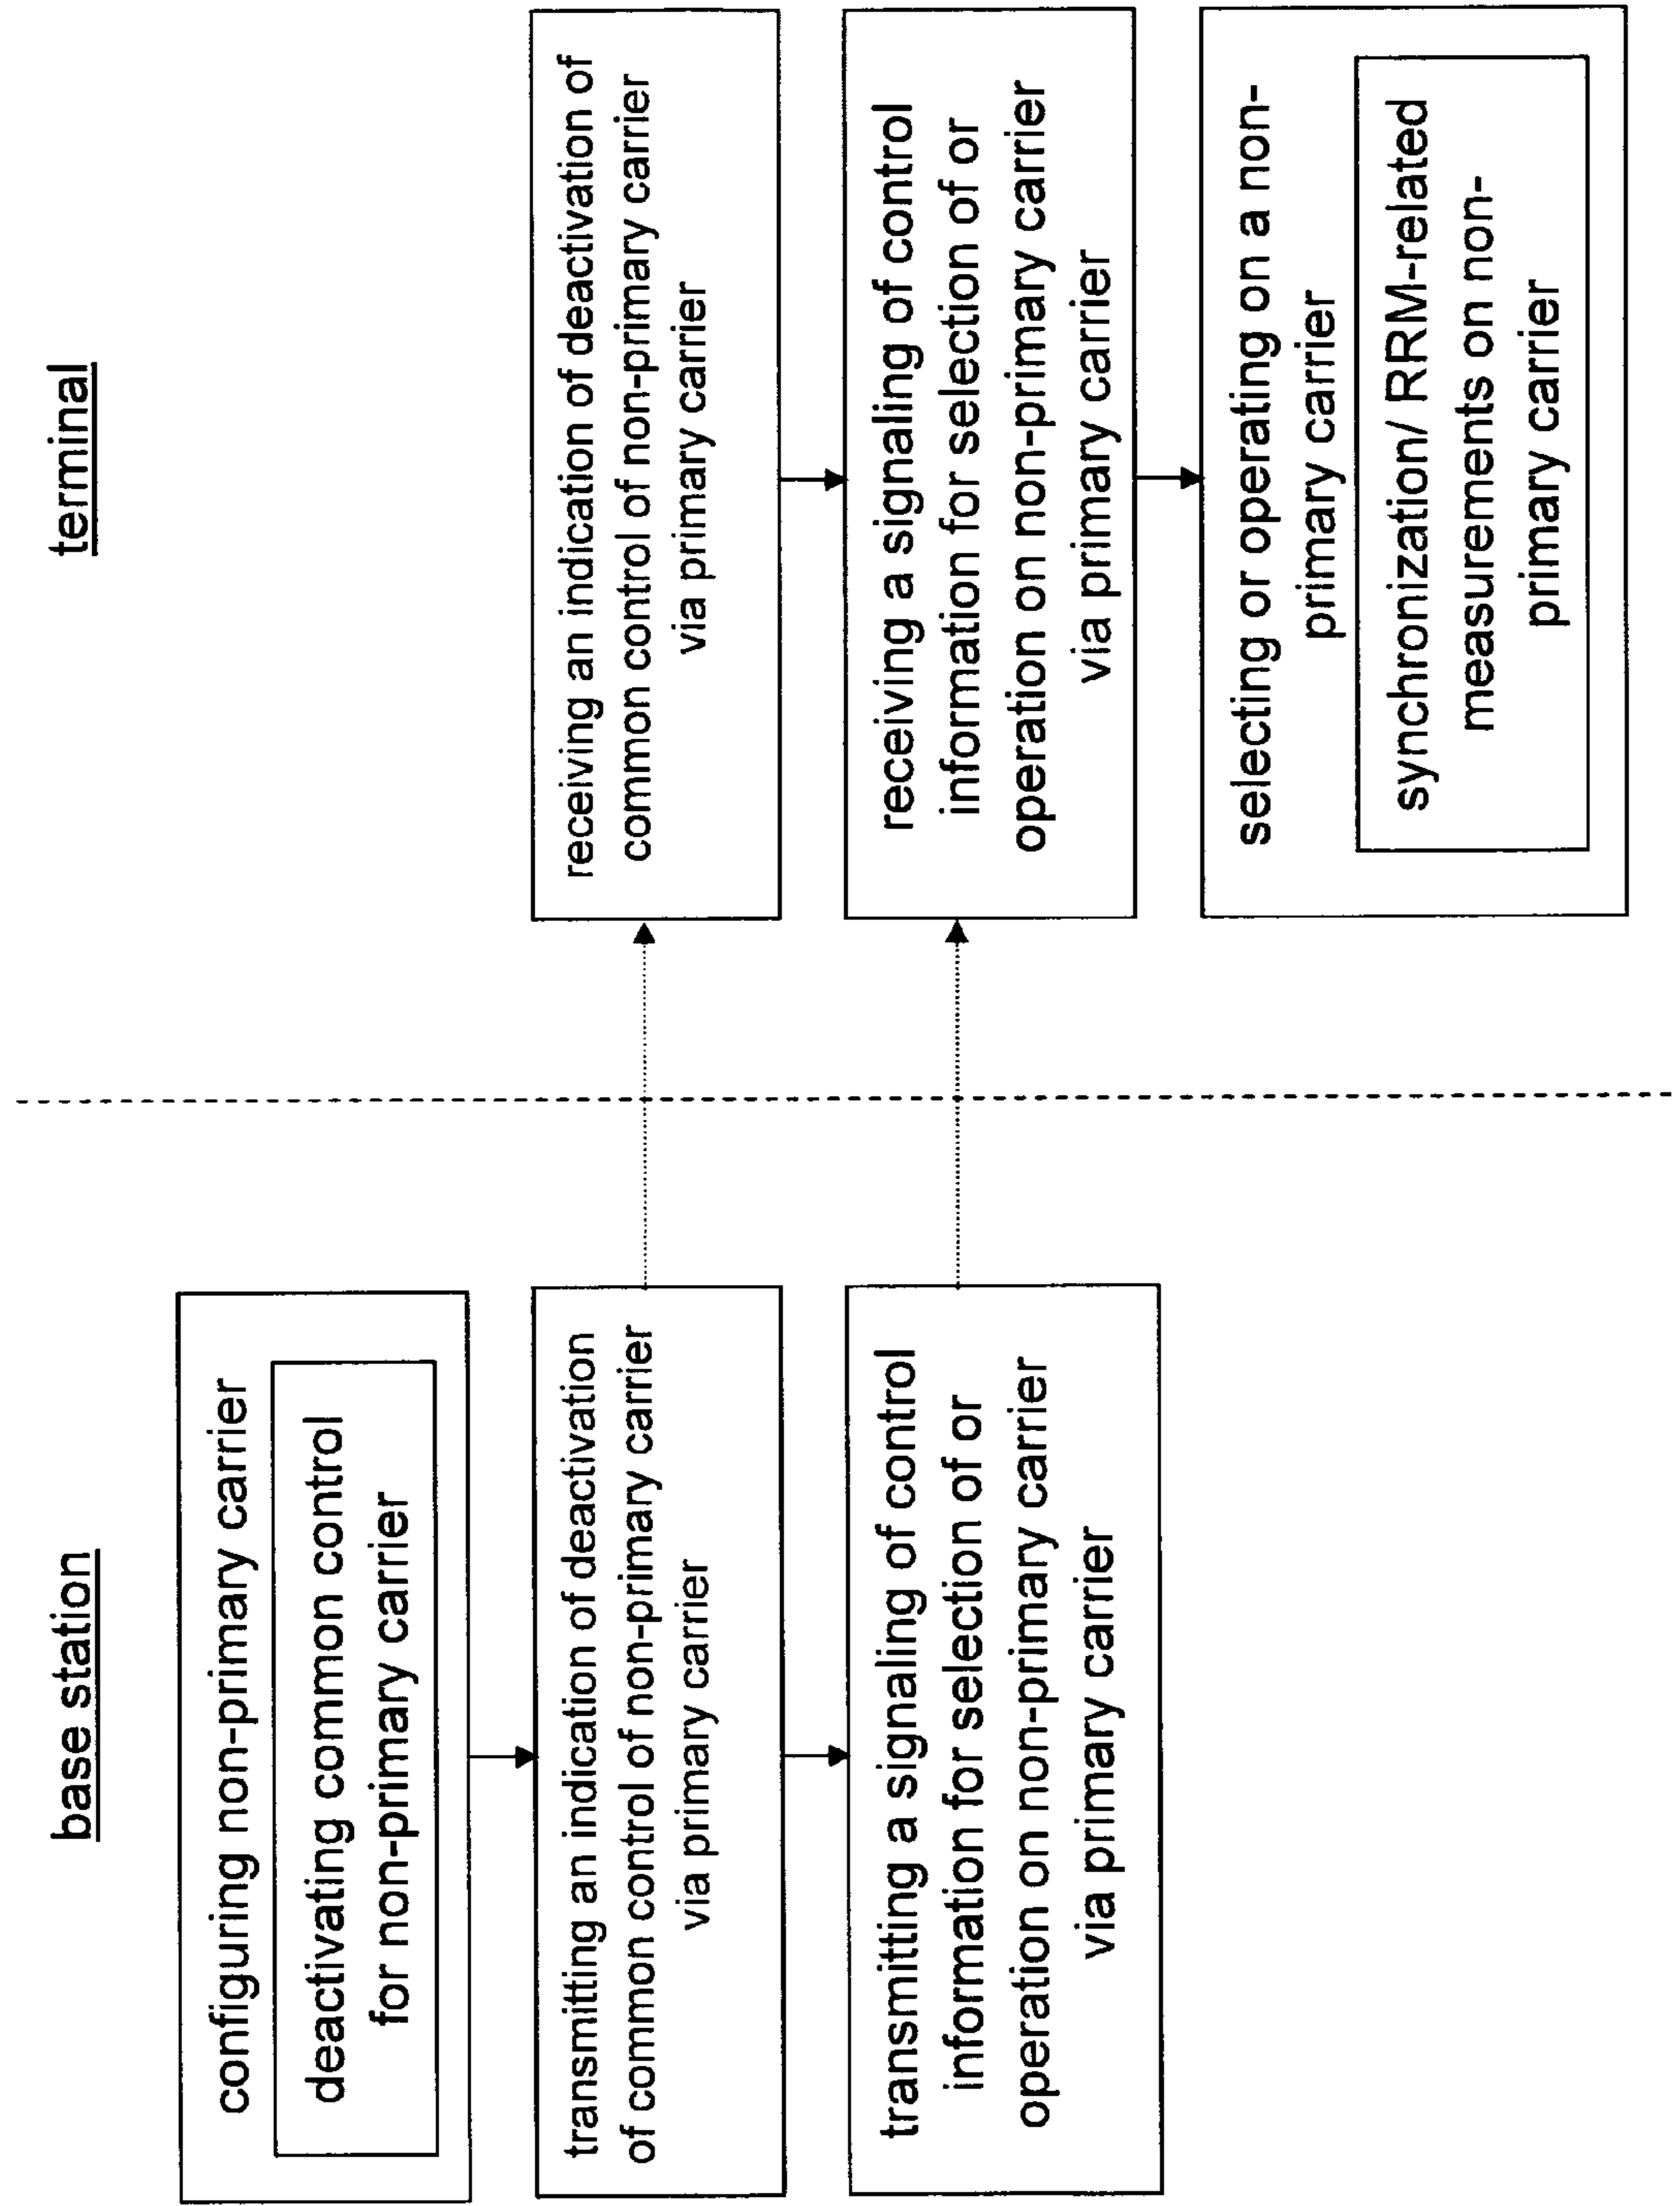 base station
configuring non-primary carrier
deactivating common control
for non-primary carrier
transmitting an indication of deactivation
of common control of non-primary carrier
via primary carrier
transmitting a signaling of control
information for selection of or
operation on non-primary carrier
via primary carrier
terminal
receiving an indication of deactivation of
common control of non-primary carrier
via primary carrier
receiving a signaling of control
information for selection of or
operation on non-primary carrier
via primary carrier
selecting or operating on a non-
primary carrier
synchronization/ RRM-related
measurements on non-
primary carrier